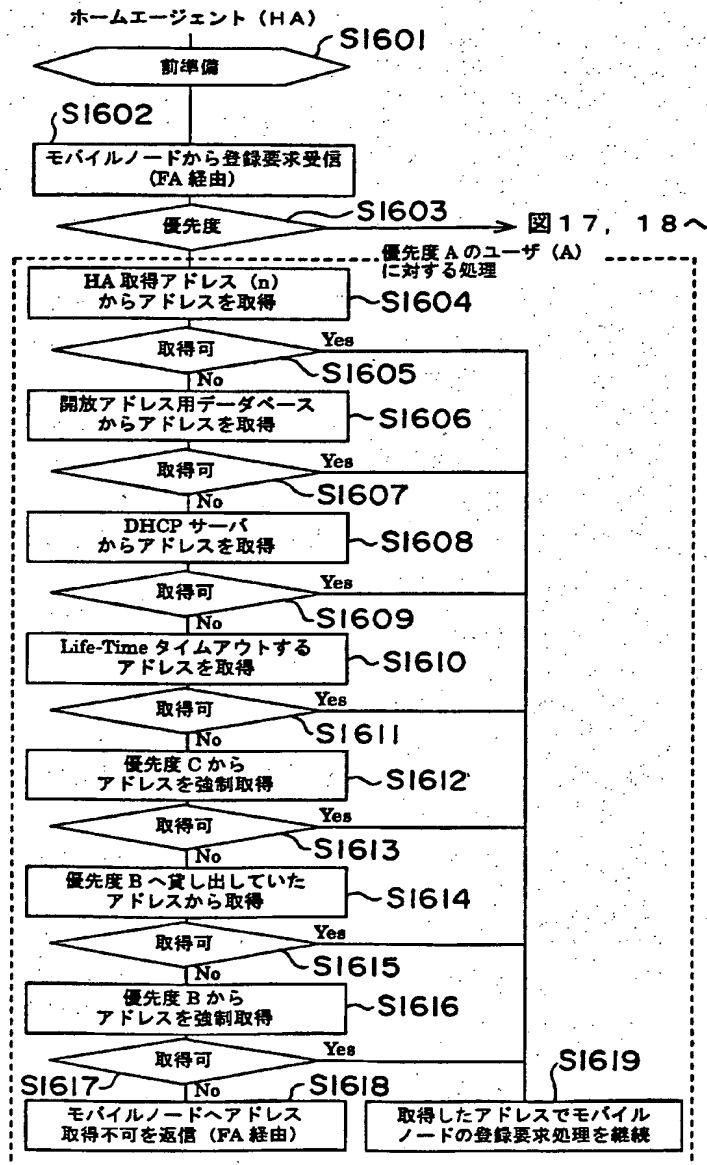 ホームエージェント（HA）
S1601
前準備
S1602
モバイルノードから登録要求受信
(FA 経由)
S1603
優先度
図17，18へ
優先度 A のユーザ（A）
に対する処理
HA 取得アドレス（n）
からアドレスを取得
S1604
取得可
Yes
S1605
No
開放アドレス用データベース
からアドレスを取得
S1606
取得可
Yes
S1607
No
DHCP サーバ
からアドレスを取得
S1608
取得可
Yes
S1609
No
Life-Time タイムアウトする
アドレスを取得
S1610
取得可
Yes
S1611
No
優先度 C から
アドレスを強制取得
S1612
取得可
Yes
S1613
No
優先度 B へ貸し出していた
アドレスから取得
S1614
取得可
Yes
S1615
No
優先度 B から
アドレスを強制取得
S1616
取得可
Yes
S1617
No
S1618
S1619
モバイルノードへアドレス
取得不可を返信（FA 経由）
取得したアドレスでモバイル
ノードの登録要求処理を継続